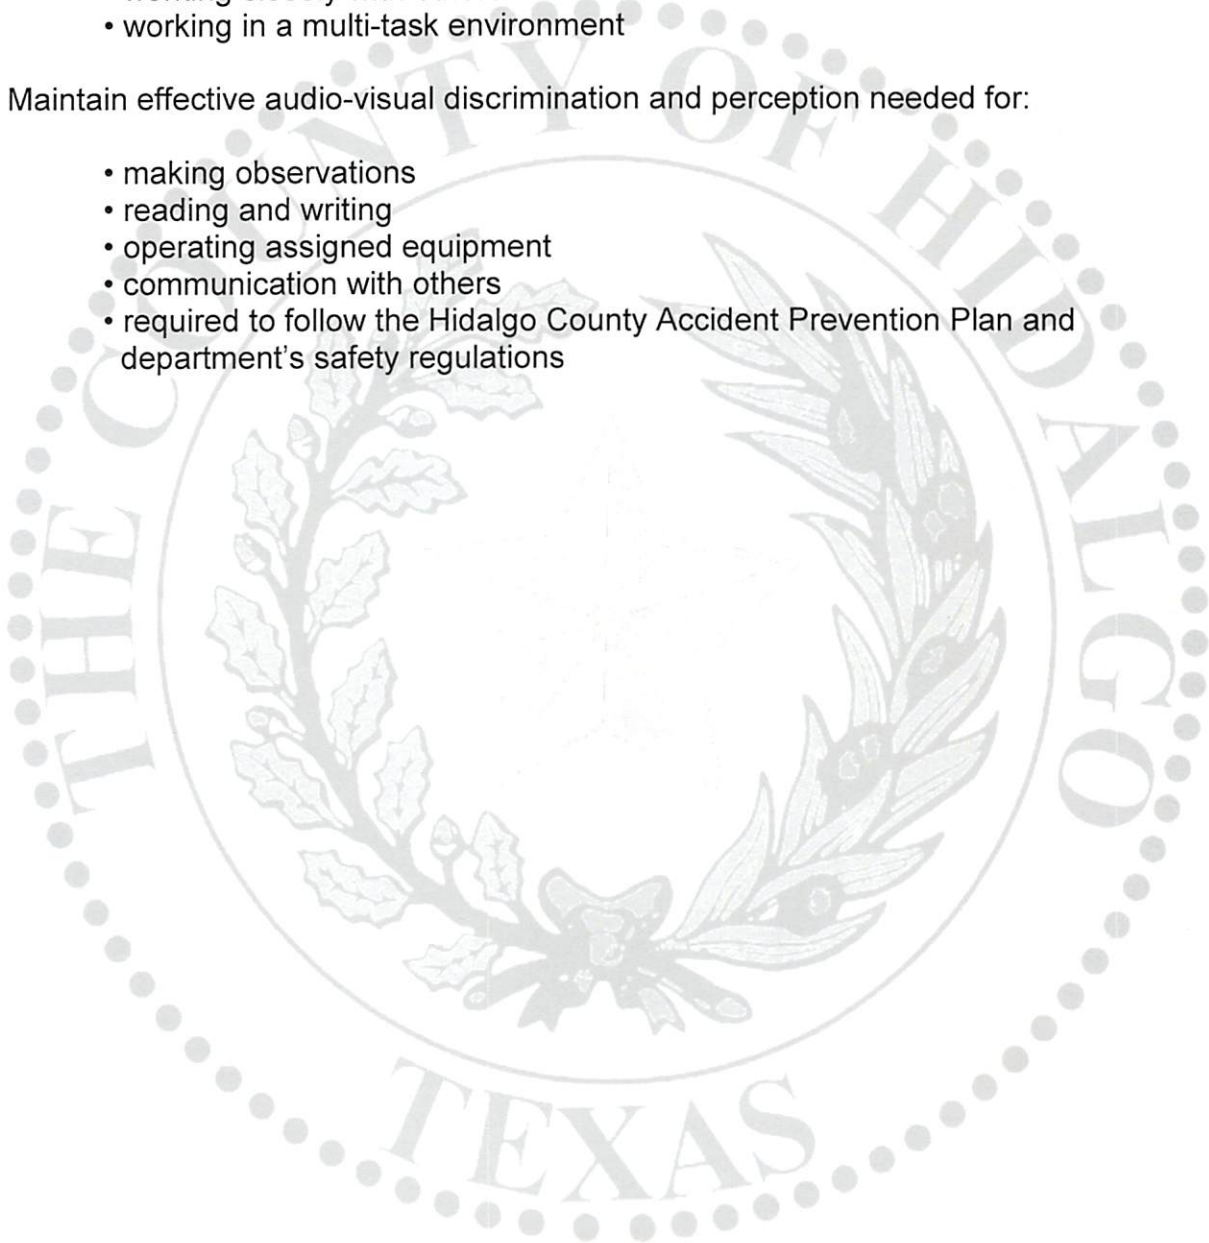 • working in a multi-task environment
Maintain effective audio-visual discrimination and perception needed for:
• making observations
• reading and writing
• operating assigned equipment
• communication with others
• required to follow the Hidalgo County Accident Prevention Plan and
department's safety regulations
THE COUNTY OF HIDALGO
TEXAS